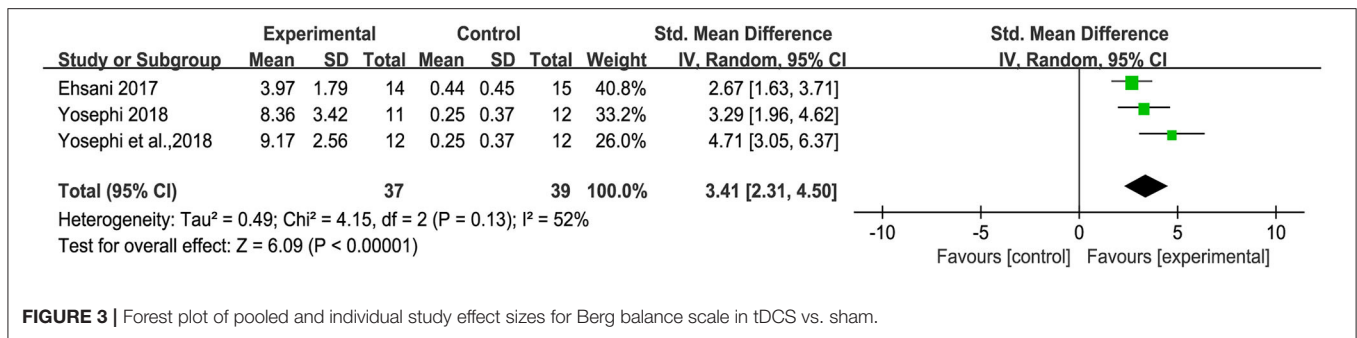 Experimental Control Std. Mean Difference Std. Mean Difference
Study or Subgroup Mean SD Total Mean SD Total Weight IV, Random, 95% CI IV, Random, 95% CI
Ehsani 2017 3.97 1.79 14 0.44 0.45 15 40.8% 2.67 [1.63, 3.71]
Yosephi 2018 8.36 3.42 11 0.25 0.37 12 33.2% 3.29 [1.96, 4.62]
Yosephi et al.,2018 9.17 2.56 12 0.25 0.37 12 26.0% 4.71 [3.05, 6.37]
Total (95% CI) 37 39 100.0% 3.41 [2.31, 4.50]
Heterogeneity: Tau² = 0.49; Chi² = 4.15, df = 2 (P = 0.13); I² = 52%
Test for overall effect: Z = 6.09 (P < 0.00001)
-10 -5 0 5 10
Favours [control] Favours [experimental]
FIGURE 3 | Forest plot of pooled and individual study effect sizes for Berg balance scale in tDCS vs. sham.